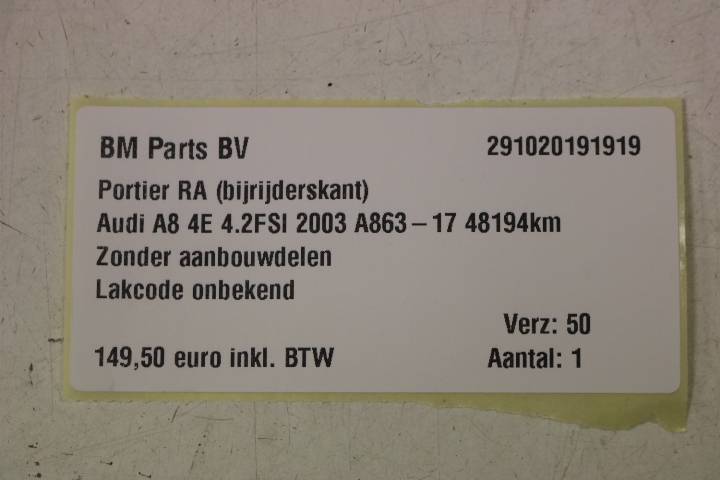 BM Parts BV 291020191919
Portier RA (bijrijderskant)
Audi A8 4E 4.2FSI 2003 A863-17 48194km
Zonder aanbouwdelen
Lakcode onbekend
Verz: 50
149,50 euro inkl. BTW Aantal: 1